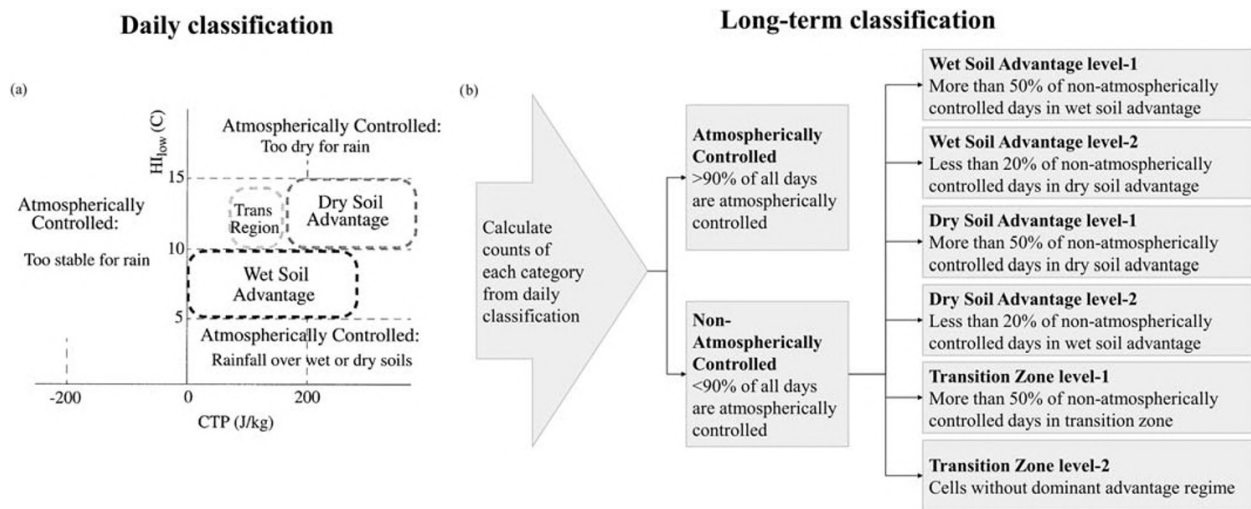 Daily classification
(a)
HIlow (C)
15
10
5
Atmospherically Controlled:
Too dry for rain
Atmospherically
Controlled:
Too stable for rain
Trans
Region
Dry Soil
Advantage
Wet Soil
Advantage
Atmospherically Controlled:
Rainfall over wet or dry soils
-200
0
200
CTP (J/kg)
Long-term classification
(b)
Calculate
counts of
each category
from daily
classification
Atmospherically
Controlled
>90% of all days
are atmospherically
controlled
Non-
Atmospherically
Controlled
<90% of all days
are atmospherically
controlled
Wet Soil Advantage level-1
More than 50% of non-atmospherically
controlled days in wet soil advantage
Wet Soil Advantage level-2
Less than 20% of non-atmospherically
controlled days in dry soil advantage
Dry Soil Advantage level-1
More than 50% of non-atmospherically
controlled days in dry soil advantage
Dry Soil Advantage level-2
Less than 20% of non-atmospherically
controlled days in wet soil advantage
Transition Zone level-1
More than 50% of non-atmospherically
controlled days in transition zone
Transition Zone level-2
Cells without dominant advantage regime